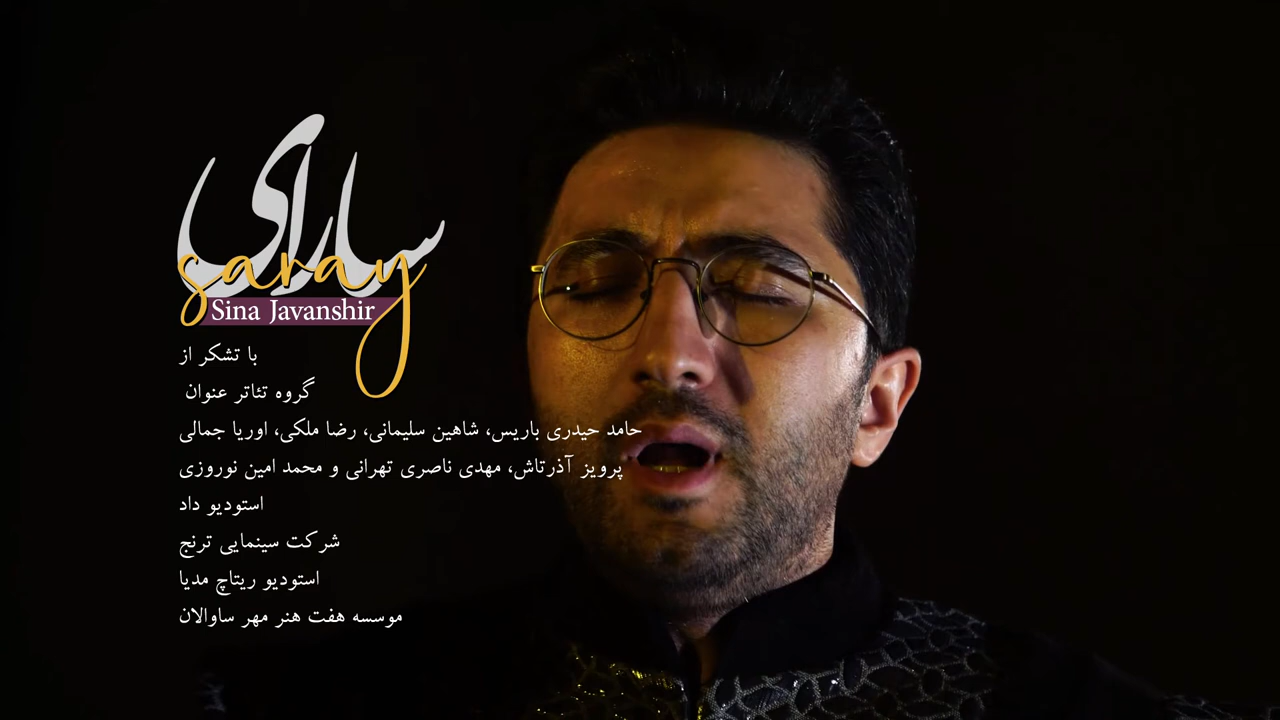 سارای
saray
Sina Javanshir
با تشکر از
گروه تئاتر عنوان
حامد حیدری باریس، شاهین سلیمانی، رضا ملکی، اوریا جمالی
پرویز آذرتاش، مهدی ناصری تهرانی و محمد امین نوروزی
استودیو داد
شرکت سینمایی ترنج
استودیو ریتاچ مدیا
موسسه هفت هنر مهر ساوالان